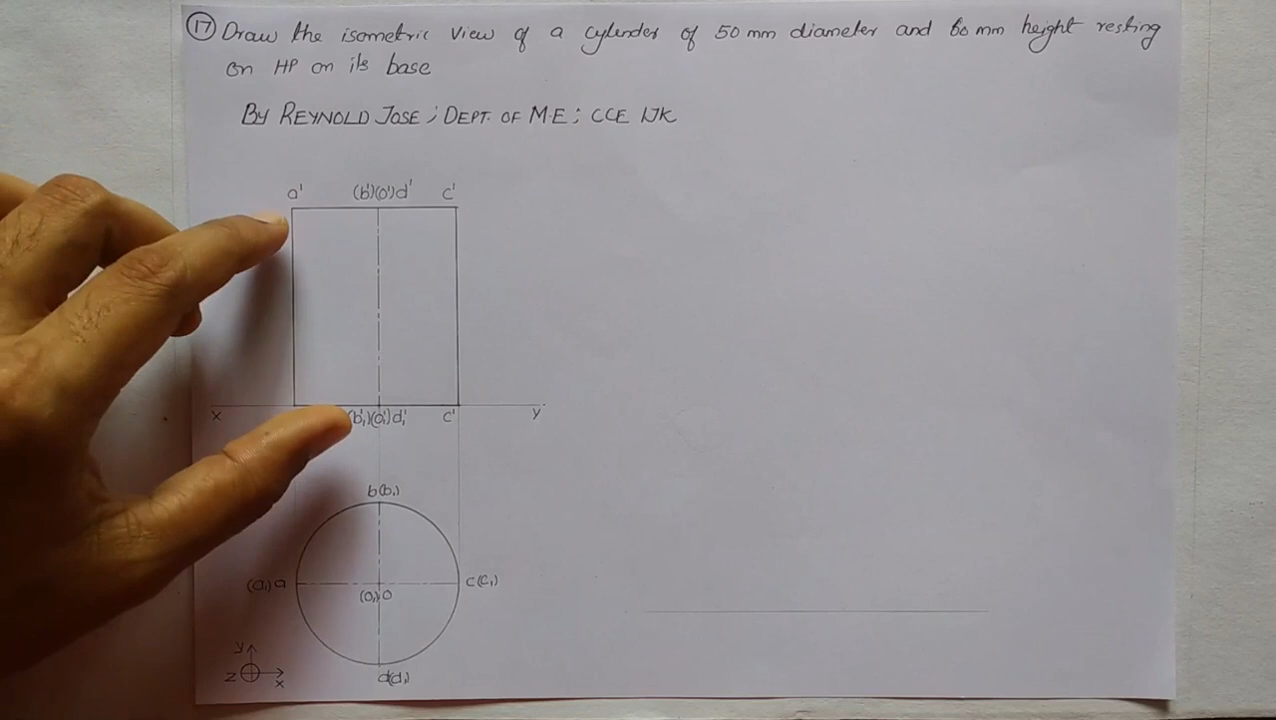 17 Draw the isometric view of a cylinder of 50 mm diameter and 60 mm height resting
on HP on its base
By REYNOLD JOSE ; DEPT. OF M.E ; CCE IJK
a' (b')(o')d' c'
x (b₁')(o₁')d₁' c' y
b(b₁)
(a₁)a c(c₁)
(o₁)o
y
z x
d(d₁)